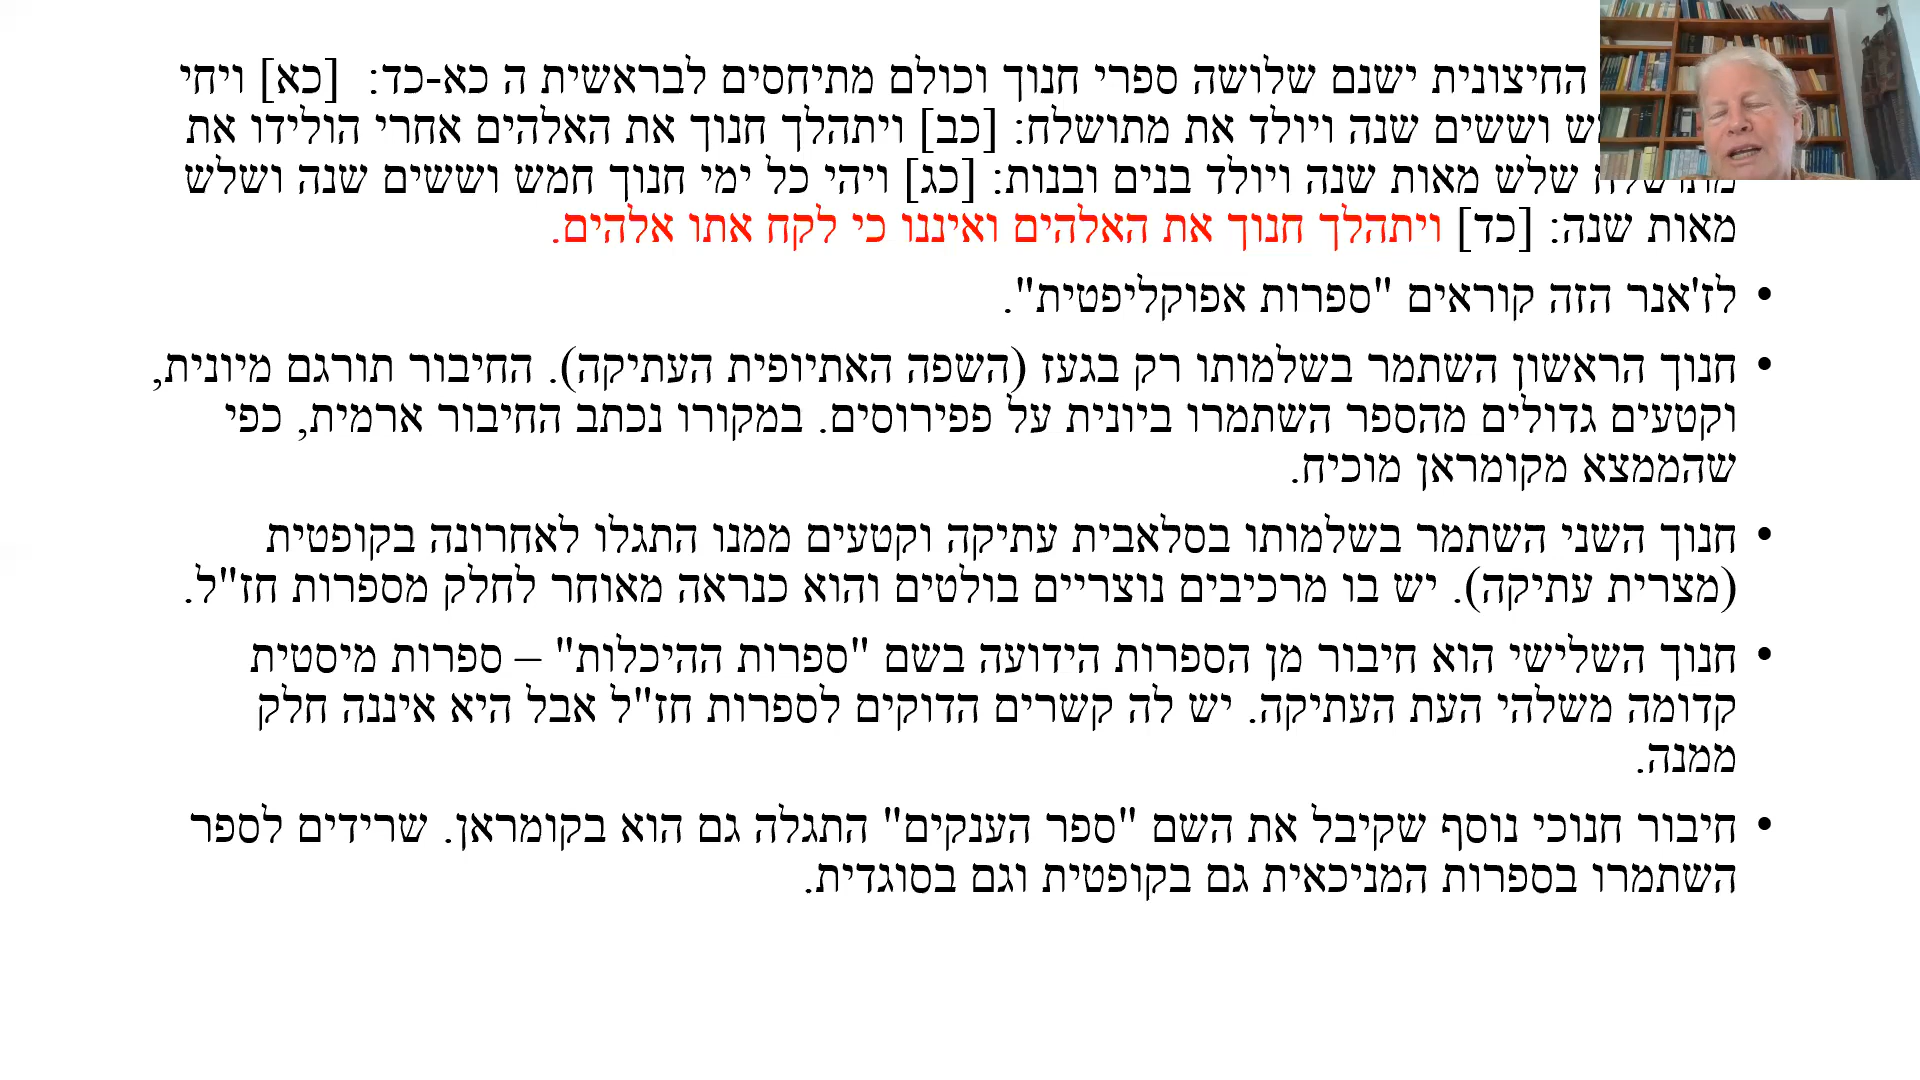 החיצונית ישנם שלושה ספרי חנוך וכולם מתיחסים לבראשית ה כא-כד: [כא] ויחי
וששים שנה ויולד את מתושלח: [כב] ויתהלך חנוך את האלהים אחרי הולידו את
מתושלח שלש מאות שנה ויולד בנים ובנות: [כג] ויהי כל ימי חנוך חמש וששים שנה ושלש
מאות שנה: [כד] ויתהלך חנוך את האלהים ואיננו כי לקח אתו אלהים.
• לז'אנר הזה קוראים "ספרות אפוקליפטית".
• חנוך הראשון השתמר בשלמותו רק בגעז (השפה האתיופית העתיקה). החיבור תורגם מיונית,
וקטעים גדולים מהספר השתמרו ביונית על פפירוסים. במקורו נכתב החיבור ארמית, כפי
שהממצא מקומראן מוכיח.
• חנוך השני השתמר בשלמותו בסלאבית עתיקה וקטעים ממנו התגלו לאחרונה בקופטית
(מצרית עתיקה). יש בו מרכיבים נוצריים בולטים והוא כנראה מאוחר לחלק מספרות חז"ל.
• חנוך השלישי הוא חיבור מן הספרות הידועה בשם "ספרות ההיכלות" – ספרות מיסטית
קדומה משלהי העת העתיקה. יש לה קשרים הדוקים לספרות חז"ל אבל היא איננה חלק
ממנה.
• חיבור חנוכי נוסף שקיבל את השם "ספר הענקים" התגלה גם הוא בקומראן. שרידים לספר
השתמרו בספרות המניכאית גם בקופטית וגם בסוגדית.